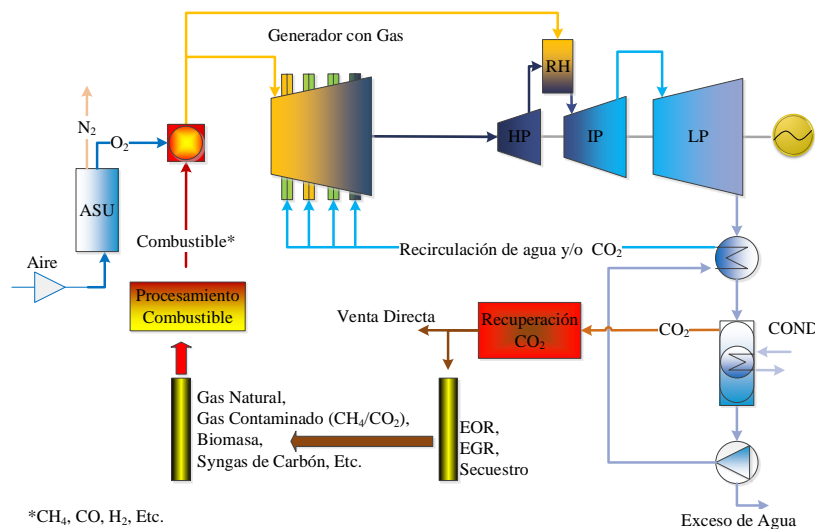 Generador con Gas
RH
N₂
O₂
HP
IP
LP
ASU
Combustible*
Aire
Recirculación de agua y/o CO₂
Procesamiento
Combustible
Venta Directa
Recuperación
CO₂
CO₂
COND
Gas Natural,
Gas Contaminado (CH₄/CO₂),
Biomasa,
Syngas de Carbón, Etc.
EOR,
EGR,
Secuestro
*CH₄, CO, H₂, Etc.
Exceso de Agua